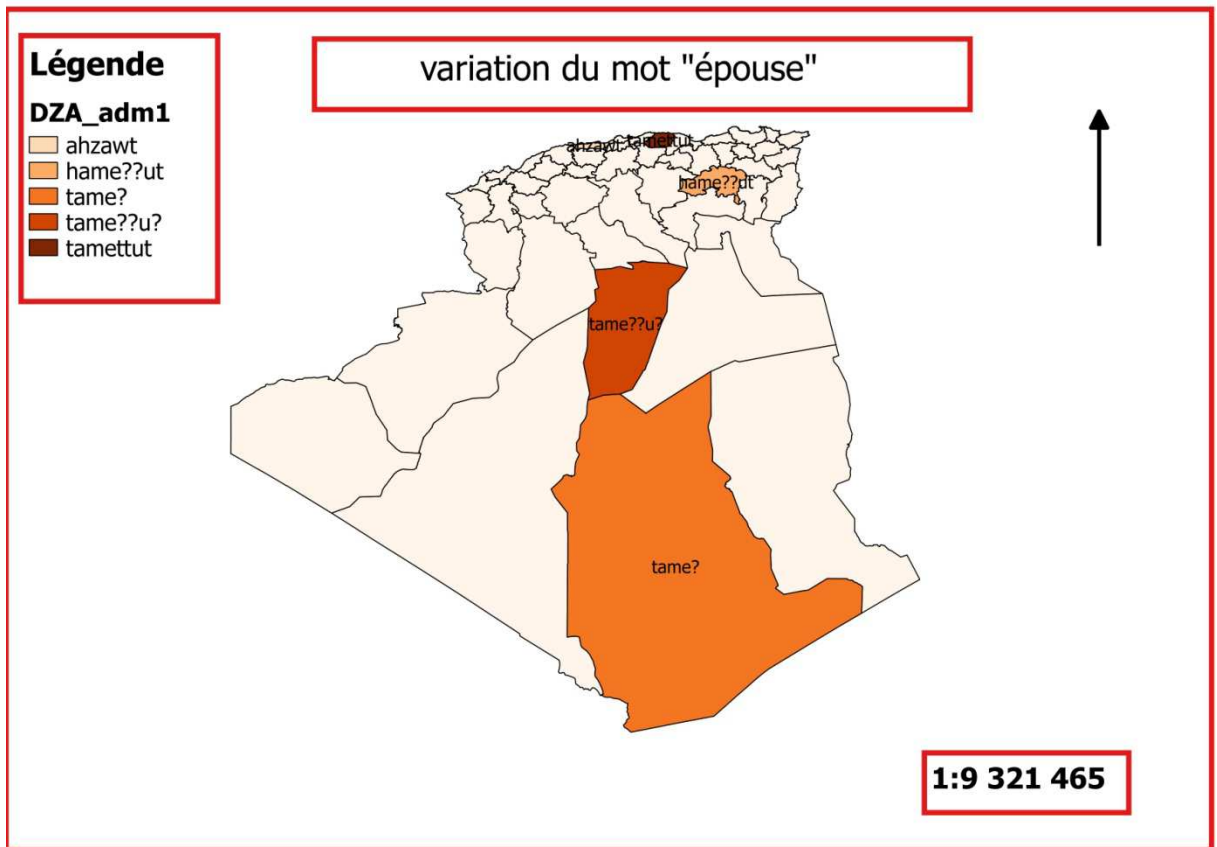 Légende
DZA_adm1
ahzawt
hame??ut
tame?
tame??u?
tamettut
variation du mot "épouse"
ahzawt
tamettut
hame??ut
tame??u?
tame?
1:9 321 465